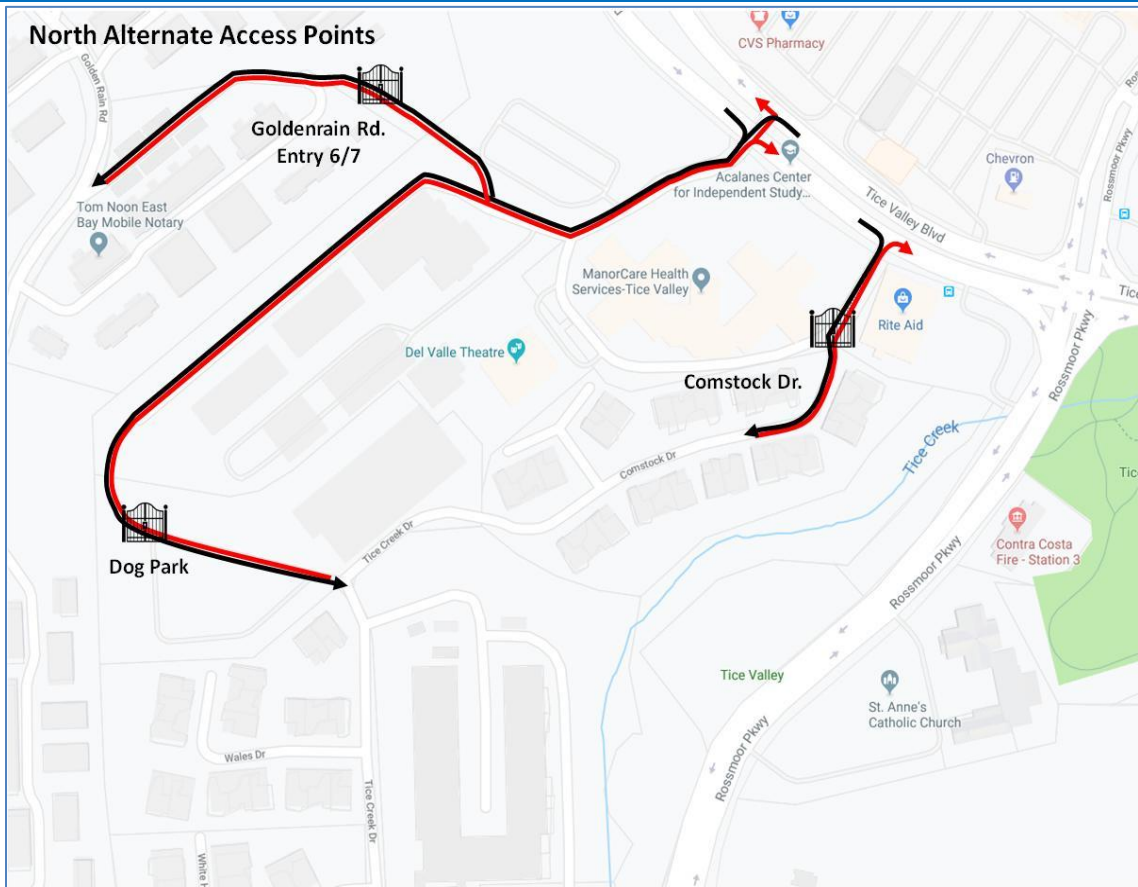 North Alternate Access Points
CVS Pharmacy
Golden Rain Rd
Goldenrain Rd.
Entry 6/7
Tom Noon East
Bay Mobile Notary
Acalanes Center
for Independent Study...
Chevron
Rossmoor Pkwy
Tice Valley Blvd
ManorCare Health
Services-Tice Valley
Rite Aid
Del Valle Theatre
Comstock Dr.
Rossmoor Pkwy
Comstock Dr
Tice Creek
Tice Creek Dr
Dog Park
Contra Costa
Fire - Station 3
Rossmoor Pkwy
Tice Valley
St. Anne's
Catholic Church
Rossmoor Pkwy
Wales Dr
Tice Creek Dr
White H